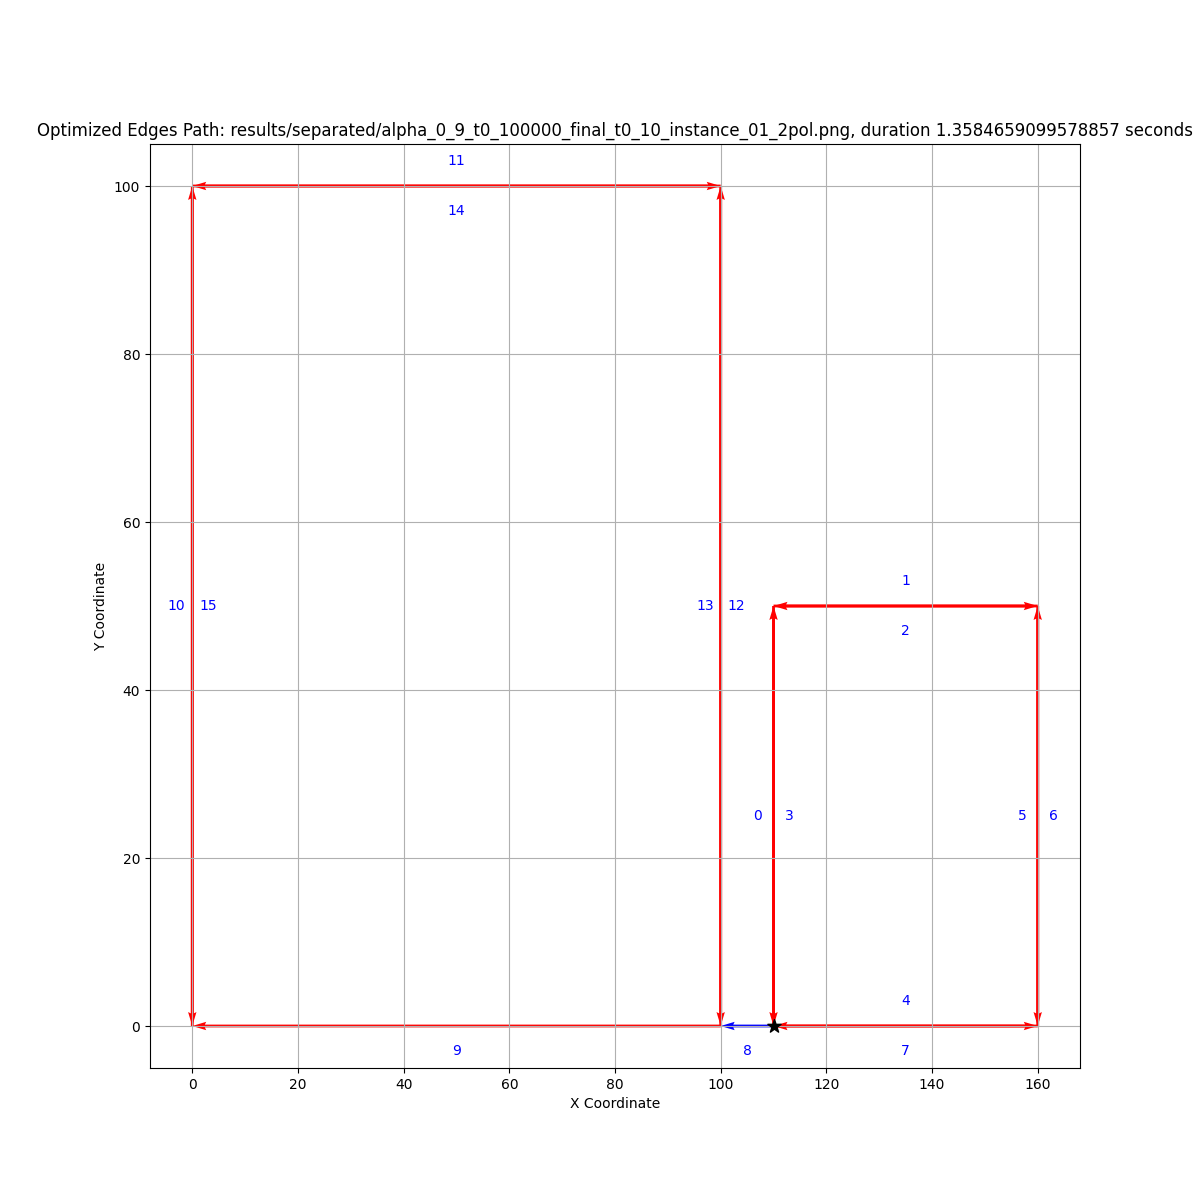 Optimized Edges Path: results/separated/alpha_0_9_t0_100000_final_t0_10_instance_01_2pol.png, duration 1.3584659099578857 seconds
11
100
14
80
60
1
10 15 13 12
2
Y Coordinate
40
0 3 5 6
20
4
0
9 8 7
0 20 40 60 80 100 120 140 160
X Coordinate